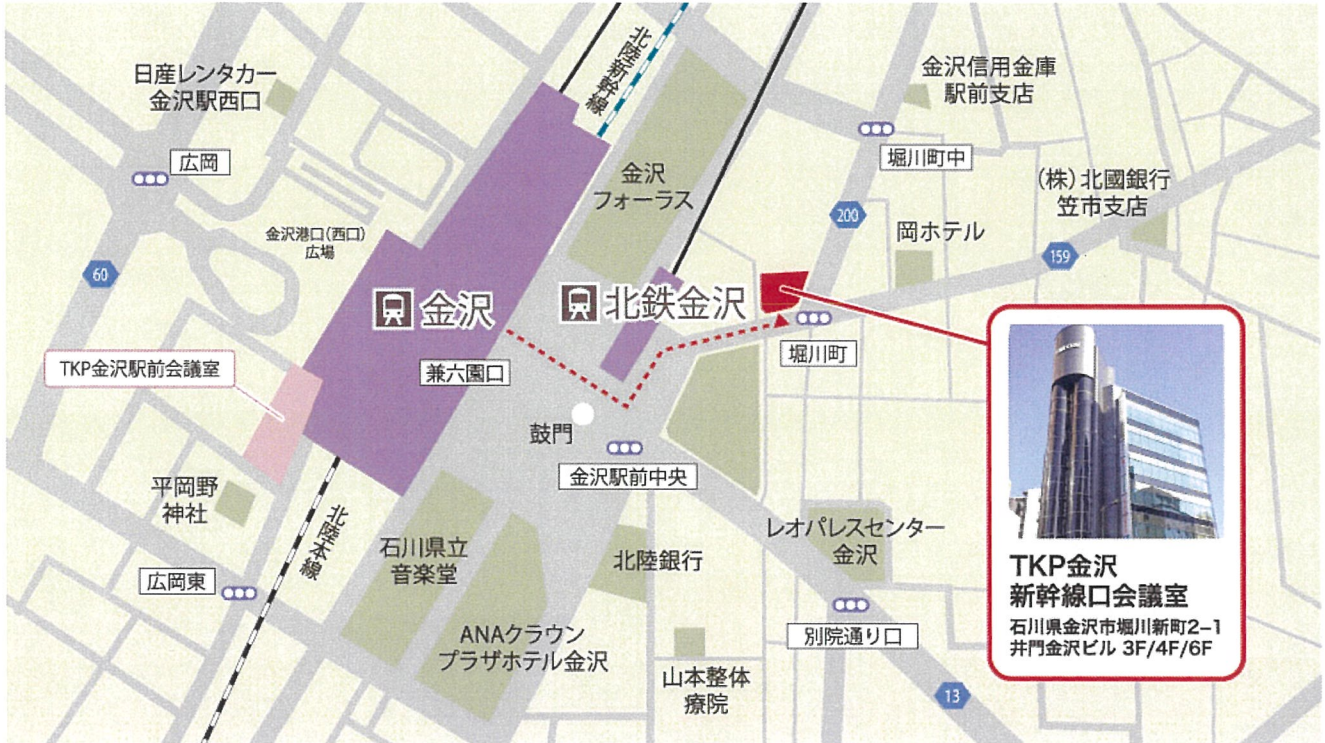 日産レンタカー
金沢駅西口
広岡
60
金沢港口(西口)
広場
北陸新幹線
金沢
フォーラス
金沢信用金庫
駅前支店
堀川町中
(株)北國銀行
笠市支店
200
岡ホテル
159
金沢
北鉄金沢
堀川町
兼六園口
TKP金沢駅前会議室
鼓門
金沢駅前中央
平岡野
神社
北陸本線
広岡東
石川県立
音楽堂
北陸銀行
レオパレスセンター
金沢
ANAクラウン
プラザホテル金沢
山本整体
療院
別院通り口
13
TKP金沢
新幹線口会議室
石川県金沢市堀川新町2–1
井門金沢ビル 3F/4F/6F